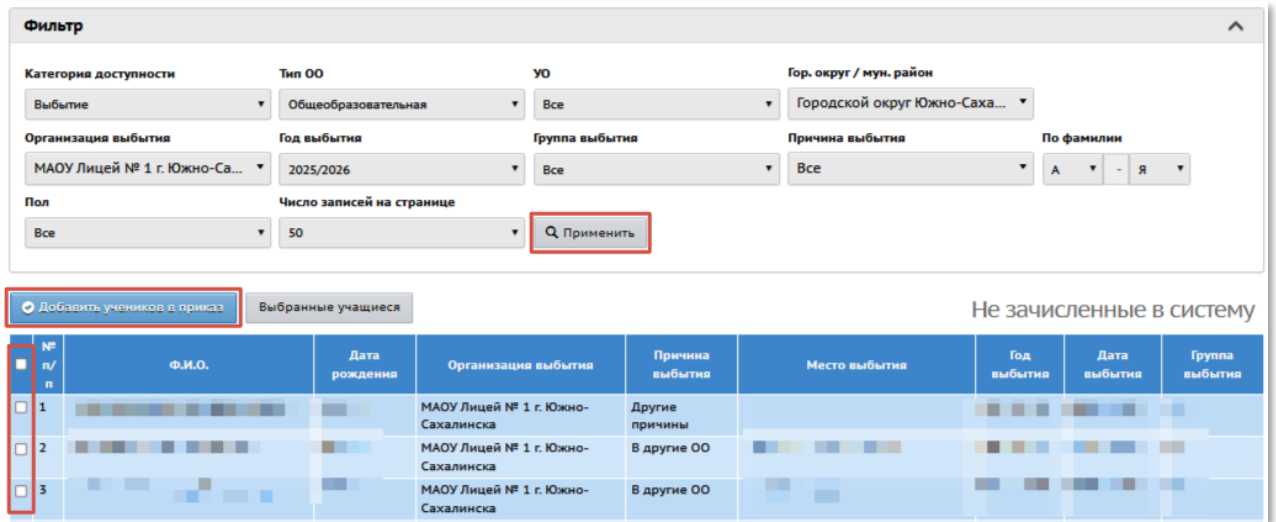 Фильтр
Категория доступности Тип ОО УО Гор. округ / мун. район
Выбытие Общеобразовательная Все Городской округ Южно-Саха...
Организация выбытия Год выбытия Группа выбытия Причина выбытия По фамилии
МАОУ Лицей № 1 г. Южно-Са... 2025/2026 Все Все А - Я
Пол Число записей на странице
Все 50 Применить
Добавить учеников в приказ Выбранные учащиеся Не зачисленные в систему
№ п/п Ф.И.О. Дата рождения Организация выбытия Причина выбытия Место выбытия Год выбытия Дата выбытия Группа выбытия
1 МАОУ Лицей № 1 г. Южно-Сахалинска Другие причины
2 МАОУ Лицей № 1 г. Южно-Сахалинска В другие ОО
3 МАОУ Лицей № 1 г. Южно-Сахалинска В другие ОО